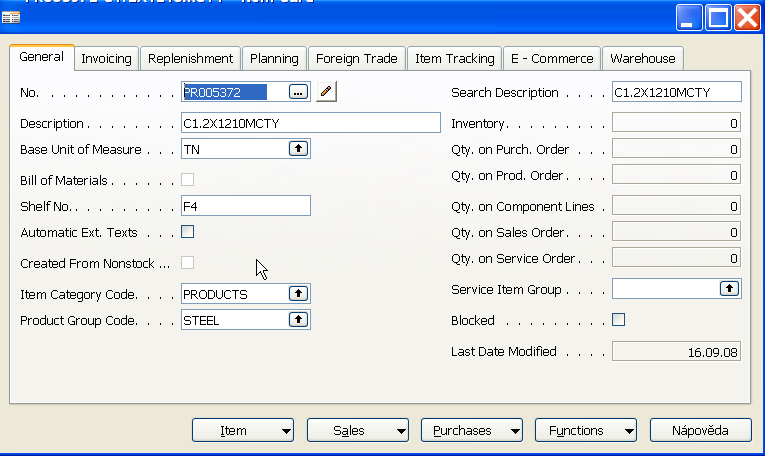 General Invoicing Replenishment Planning Foreign Trade Item Tracking E - Commerce Warehouse
No. . . . . . . . . . . . . PR005372 ...
Description . . . . . . . . C1.2X1210MCTY
Base Unit of Measure . . . TN
Bill of Materials . . . . . .
Shelf No. . . . . . . . . . F4
Automatic Ext. Texts . . . .
Created From Nonstock ...
Item Category Code. . . . . PRODUCTS
Product Group Code. . . . . STEEL
Search Description . . . . C1.2X1210MCTY
Inventory. . . . . . . . . . 0
Qty. on Purch. Order . . . 0
Qty. on Prod. Order . . . . 0
Qty. on Component Lines . 0
Qty. on Sales Order. . . . 0
Qty. on Service Order. . . 0
Service Item Group . . . .
Blocked . . . . . . . . .
Last Date Modified . . . . 16.09.08
Item Sales Purchases Functions Nápověda